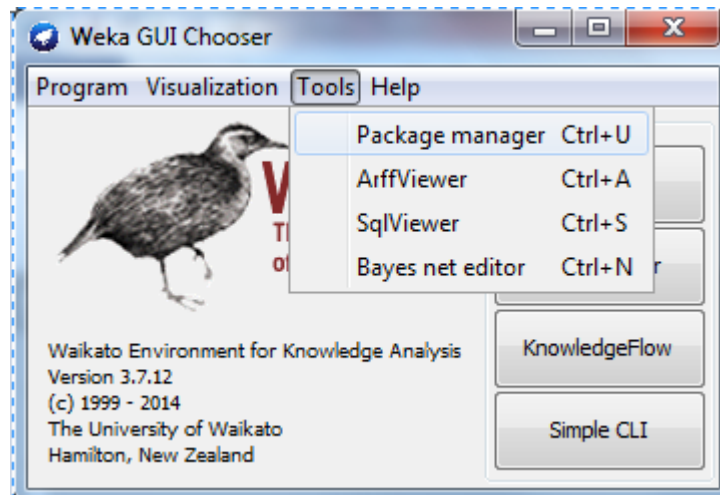 Weka GUI Chooser
Program Visualization Tools Help
Package manager Ctrl+U
ArffViewer Ctrl+A
SqlViewer Ctrl+S
Bayes net editor Ctrl+N
KnowledgeFlow
Simple CLI
Waikato Environment for Knowledge Analysis
Version 3.7.12
(c) 1999 - 2014
The University of Waikato
Hamilton, New Zealand